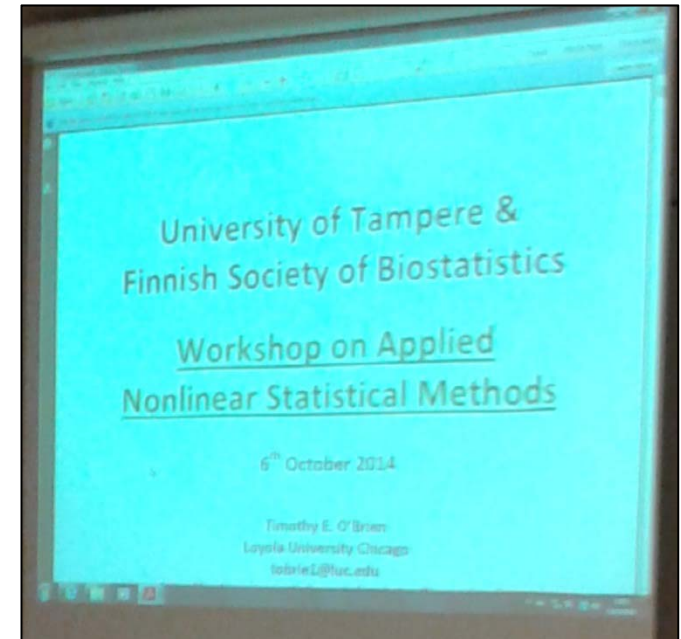 University of Tampere &
Finnish Society of Biostatistics
Workshop on Applied
Nonlinear Statistical Methods
6th October 2014
Timothy E. O'Brien
Loyola University Chicago
tobrie1@luc.edu